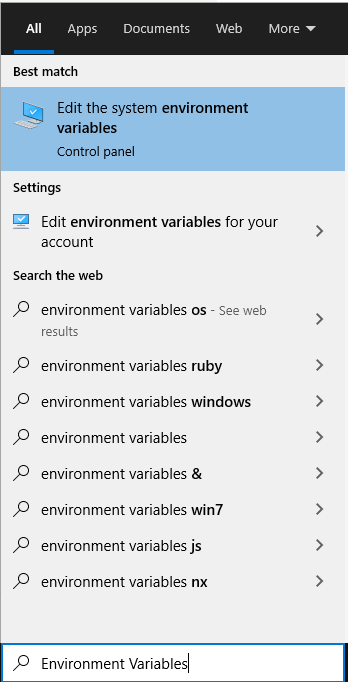 All Apps Documents Web More
Best match
Edit the system environment
variables
Control panel
Settings
Edit environment variables for your
account
Search the web
environment variables os - See web
results
environment variables ruby
environment variables windows
environment variables
environment variables &
environment variables win7
environment variables js
environment variables nx
Environment Variables